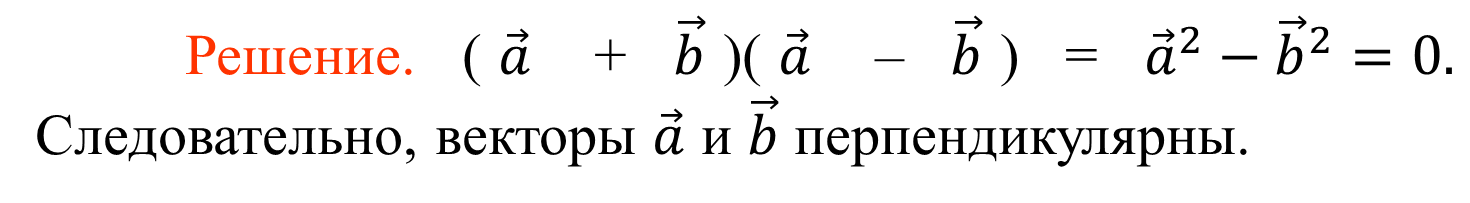 Решение. ( a⃗ + b⃗ )( a⃗ – b⃗ ) = a⃗² − b⃗² = 0.
Следовательно, векторы a⃗ и b⃗ перпендикулярны.